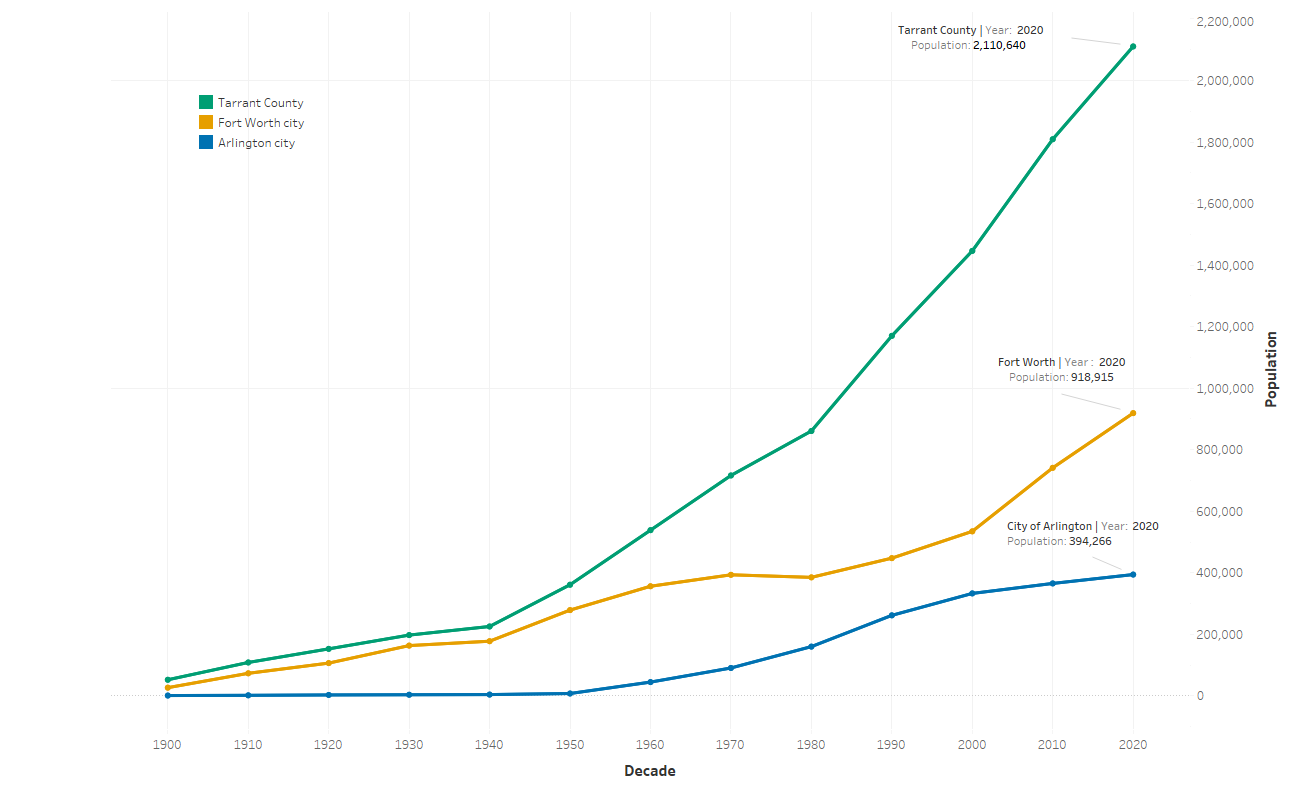 Tarrant County | Year: 2020
Population: 2,110,640
Tarrant County
Fort Worth city
Arlington city
Fort Worth | Year : 2020
Population: 918,915
City of Arlington | Year: 2020
Population: 394,266
2,200,000
2,000,000
1,800,000
1,600,000
1,400,000
1,200,000
1,000,000
800,000
600,000
400,000
200,000
0
Population
1900 1910 1920 1930 1940 1950 1960 1970 1980 1990 2000 2010 2020
Decade